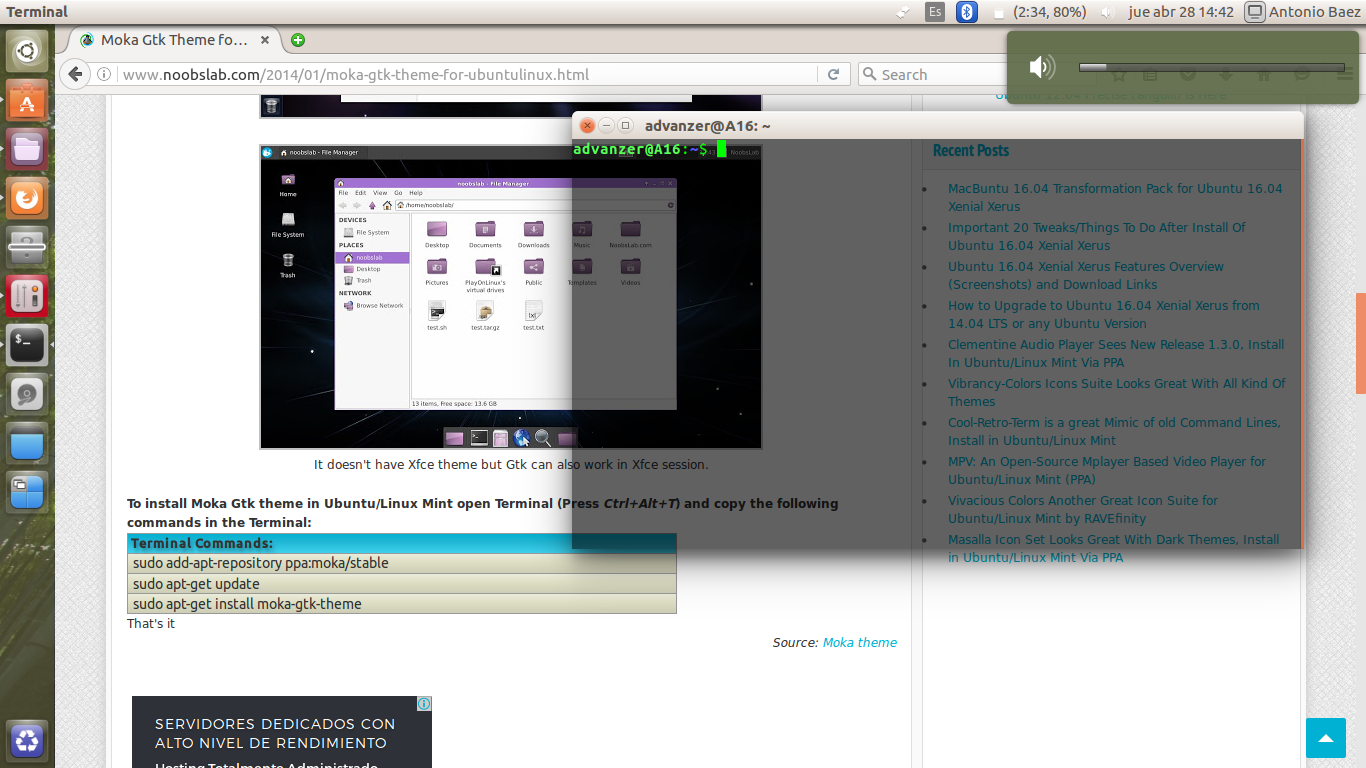 Terminal
Es
(2:34, 80%)
jue abr 28 14:42
Antonio Baez
Moka Gtk Theme fo...
www.noobslab.com/2014/01/moka-gtk-theme-for-ubuntulinux.html
Search
advanzer@A16: ~
advanzer@A16:~$
noobslab - File Manager
noobslab - File Manager
File Edit View Go Help
/home/noobslab/
Home
File System
Trash
DEVICES
File System
PLACES
noobslab
Desktop
Trash
NETWORK
Browse Network
Desktop
Documents
Downloads
Music
NoobsLab.com
Pictures
PlayOnLinux's
virtual drives
Public
Templates
Videos
test.sh
test.tar.gz
test.txt
13 items, Free space: 13.6 GB
It doesn't have Xfce theme but Gtk can also work in Xfce session.
To install Moka Gtk theme in Ubuntu/Linux Mint open Terminal (Press Ctrl+Alt+T) and copy the following
commands in the Terminal:
Terminal Commands:
sudo add-apt-repository ppa:moka/stable
sudo apt-get update
sudo apt-get install moka-gtk-theme
That's it
Source: Moka theme
SERVIDORES DEDICADOS CON
ALTO NIVEL DE RENDIMIENTO
Hosting Totalmente Administrado
Recent Posts
MacBuntu 16.04 Transformation Pack for Ubuntu 16.04
Xenial Xerus
Important 20 Tweaks/Things To Do After Install Of
Ubuntu 16.04 Xenial Xerus
Ubuntu 16.04 Xenial Xerus Features Overview
(Screenshots) and Download Links
How to Upgrade to Ubuntu 16.04 Xenial Xerus from
14.04 LTS or any Ubuntu Version
Clementine Audio Player Sees New Release 1.3.0, Install
In Ubuntu/Linux Mint Via PPA
Vibrancy-Colors Icons Suite Looks Great With All Kind Of
Themes
Cool-Retro-Term is a great Mimic of old Command Lines,
Install in Ubuntu/Linux Mint
MPV: An Open-Source Mplayer Based Video Player for
Ubuntu/Linux Mint (PPA)
Vivacious Colors Another Great Icon Suite for
Ubuntu/Linux Mint by RAVEfinity
Masalla Icon Set Looks Great With Dark Themes, Install
in Ubuntu/Linux Mint Via PPA